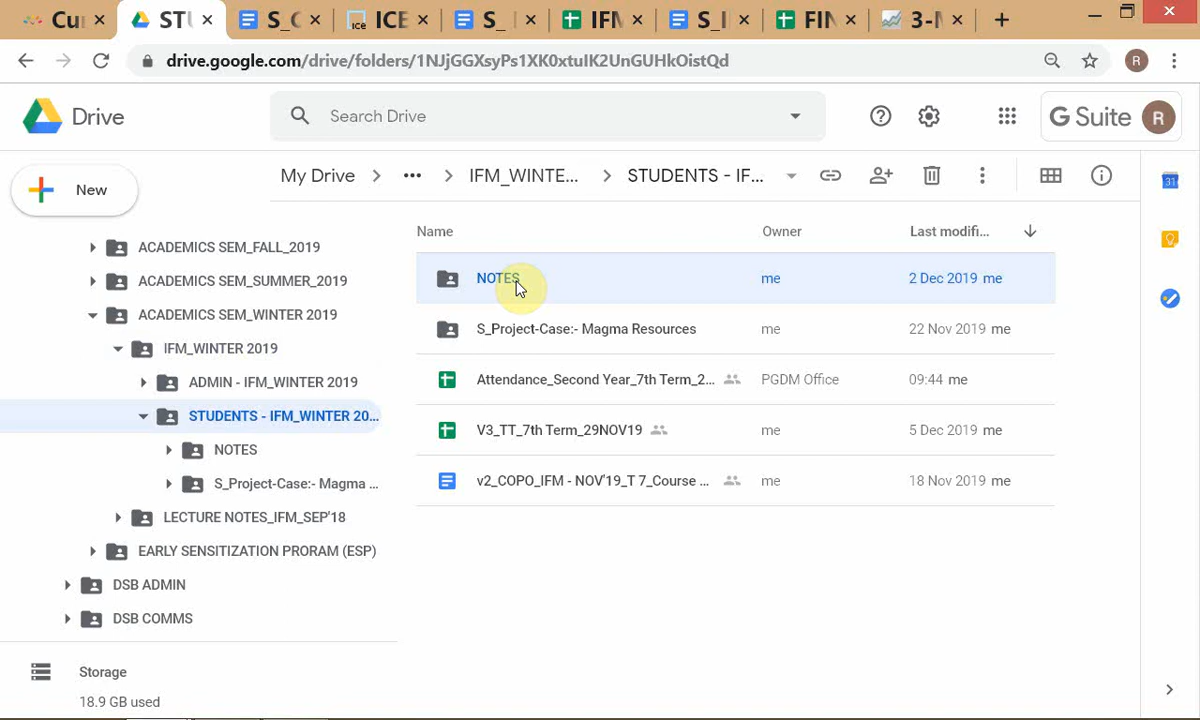 Cu
STU
S_C
ICE
ICE
S_
IFM
S_I
FIN
3-M
drive.google.com/drive/folders/1NJjGGXsyPs1XK0xtuIK2UnGUHkOistQd
R
Drive
Search Drive
G Suite
R
New
My Drive
...
IFM_WINTE...
STUDENTS - IF...
31
Name
Owner
Last modifi...
ACADEMICS SEM_FALL_2019
ACADEMICS SEM_SUMMER_2019
ACADEMICS SEM_WINTER 2019
IFM_WINTER 2019
ADMIN - IFM_WINTER 2019
STUDENTS - IFM_WINTER 20...
NOTES
S_Project-Case:- Magma ...
LECTURE NOTES_IFM_SEP'18
EARLY SENSITIZATION PRORAM (ESP)
DSB ADMIN
DSB COMMS
Storage
18.9 GB used
NOTES me 2 Dec 2019 me
S_Project-Case:- Magma Resources me 22 Nov 2019 me
Attendance_Second Year_7th Term_2... PGDM Office 09:44 me
V3_TT_7th Term_29NOV19 me 5 Dec 2019 me
v2_COPO_IFM - NOV'19_T 7_Course ... me 18 Nov 2019 me